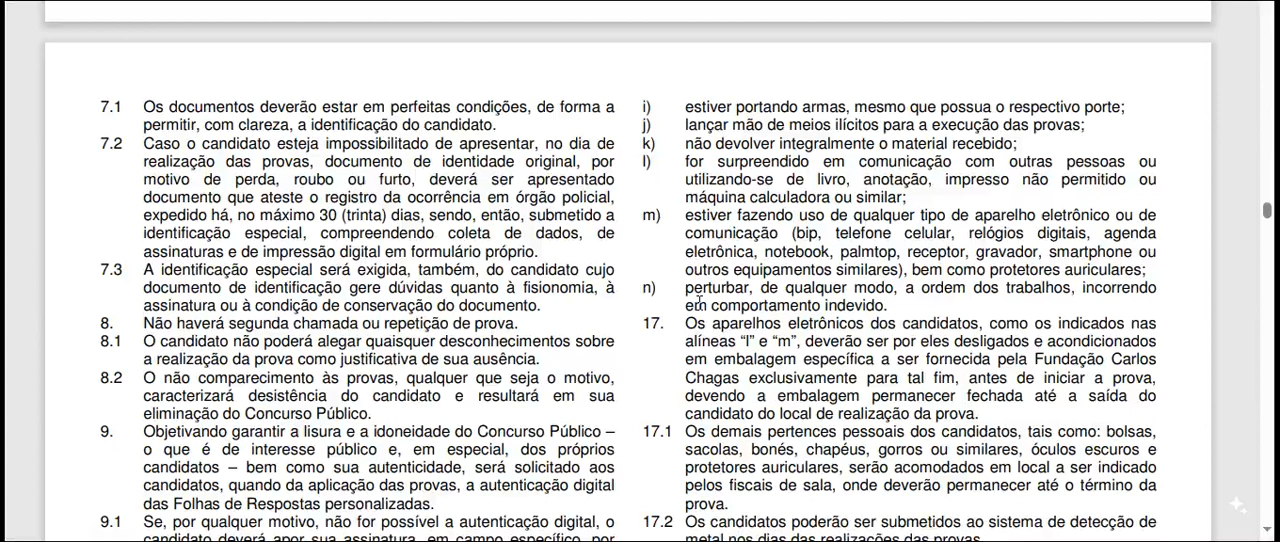 7.1 Os documentos deverão estar em perfeitas condições, de forma a
permitir, com clareza, a identificação do candidato.
7.2 Caso o candidato esteja impossibilitado de apresentar, no dia de
realização das provas, documento de identidade original, por
motivo de perda, roubo ou furto, deverá ser apresentado
documento que ateste o registro da ocorrência em órgão policial,
expedido há, no máximo 30 (trinta) dias, sendo, então, submetido a
identificação especial, compreendendo coleta de dados, de
assinaturas e de impressão digital em formulário próprio.
7.3 A identificação especial será exigida, também, do candidato cujo
documento de identificação gere dúvidas quanto à fisionomia, à
assinatura ou à condição de conservação do documento.
8. Não haverá segunda chamada ou repetição de prova.
8.1 O candidato não poderá alegar quaisquer desconhecimentos sobre
a realização da prova como justificativa de sua ausência.
8.2 O não comparecimento às provas, qualquer que seja o motivo,
caracterizará desistência do candidato e resultará em sua
eliminação do Concurso Público.
9. Objetivando garantir a lisura e a idoneidade do Concurso Público –
o que é de interesse público e, em especial, dos próprios
candidatos – bem como sua autenticidade, será solicitado aos
candidatos, quando da aplicação das provas, a autenticação digital
das Folhas de Respostas personalizadas.
9.1 Se, por qualquer motivo, não for possível a autenticação digital, o
candidato deverá apor sua assinatura, em campo específico, por
i) estiver portando armas, mesmo que possua o respectivo porte;
j) lançar mão de meios ilícitos para a execução das provas;
k) não devolver integralmente o material recebido;
l) for surpreendido em comunicação com outras pessoas ou
utilizando-se de livro, anotação, impresso não permitido ou
máquina calculadora ou similar;
m) estiver fazendo uso de qualquer tipo de aparelho eletrônico ou de
comunicação (bip, telefone celular, relógios digitais, agenda
eletrônica, notebook, palmtop, receptor, gravador, smartphone ou
outros equipamentos similares), bem como protetores auriculares;
n) perturbar, de qualquer modo, a ordem dos trabalhos, incorrendo
em comportamento indevido.
17. Os aparelhos eletrônicos dos candidatos, como os indicados nas
alíneas “l” e “m”, deverão ser por eles desligados e acondicionados
em embalagem específica a ser fornecida pela Fundação Carlos
Chagas exclusivamente para tal fim, antes de iniciar a prova,
devendo a embalagem permanecer fechada até a saída do
candidato do local de realização da prova.
17.1 Os demais pertences pessoais dos candidatos, tais como: bolsas,
sacolas, bonés, chapéus, gorros ou similares, óculos escuros e
protetores auriculares, serão acomodados em local a ser indicado
pelos fiscais de sala, onde deverão permanecer até o término da
prova.
17.2 Os candidatos poderão ser submetidos ao sistema de detecção de
metal nos dias das realizações das provas.